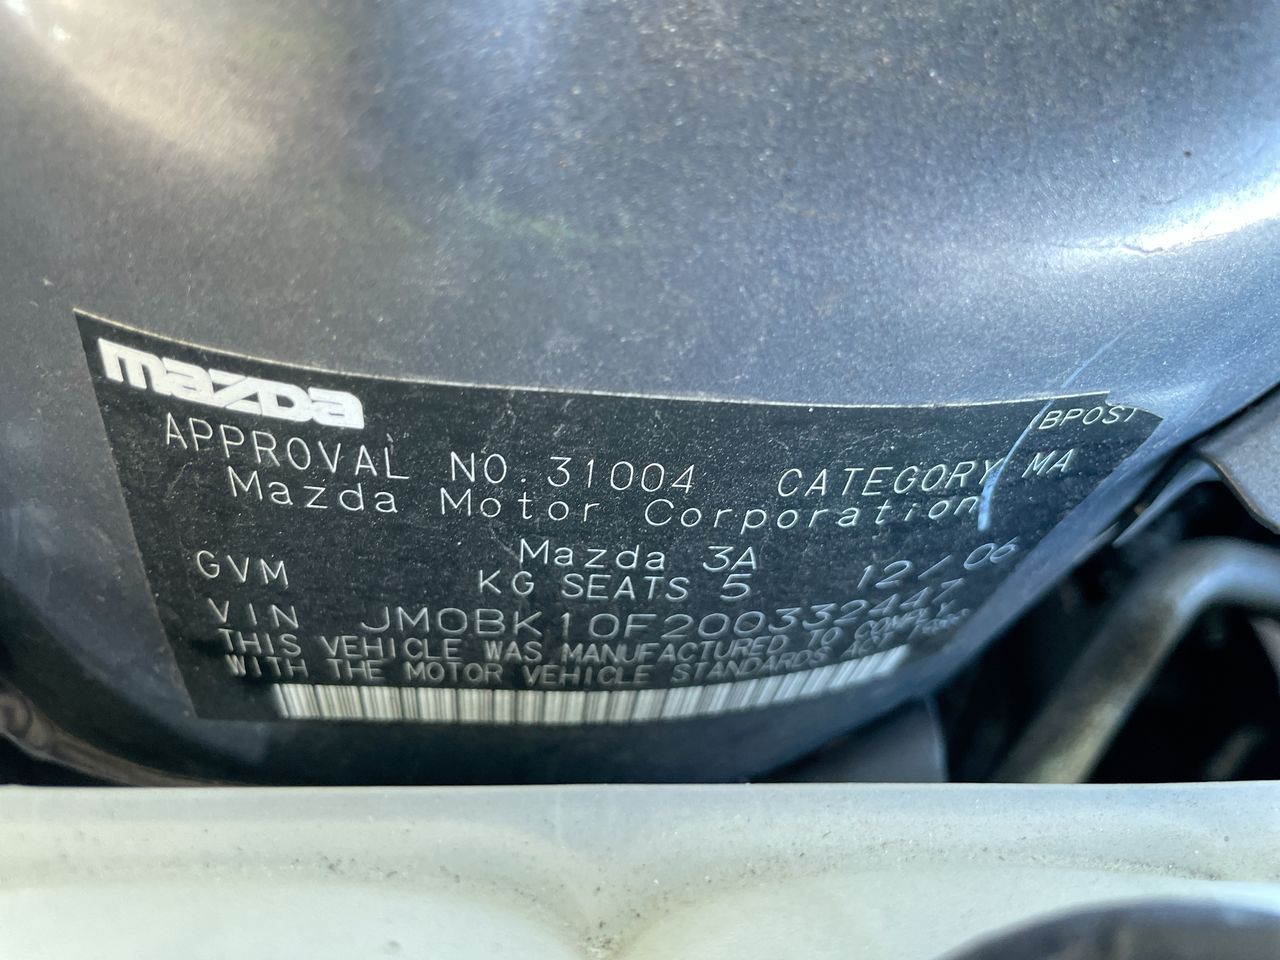 mazda
BPOST
APPROVAL NO. 31004 CATEGORY MA
Mazda Motor Corporation
Mazda 3A 12/06
GVM KG SEATS 5
VIN JM0BK10F200332447
THIS VEHICLE WAS MANUFACTURED TO COMPLY
WITH THE MOTOR VEHICLE STANDARDS ACT